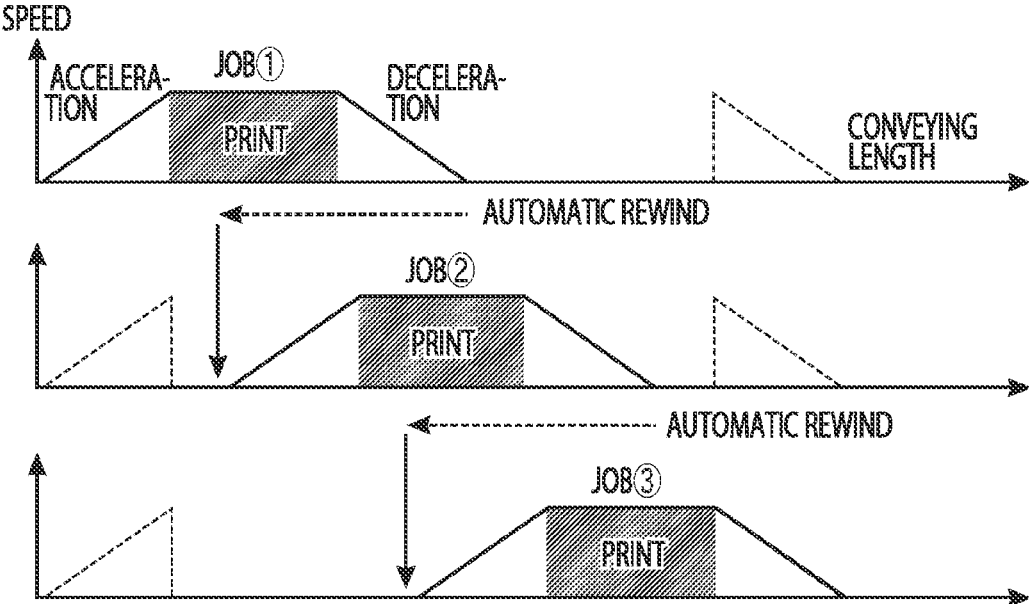 SPEED
JOB①
ACCELERA-
TION
DECELERA-
TION
PRINT
CONVEYING
LENGTH
AUTOMATIC REWIND
JOB②
PRINT
AUTOMATIC REWIND
JOB③
PRINT